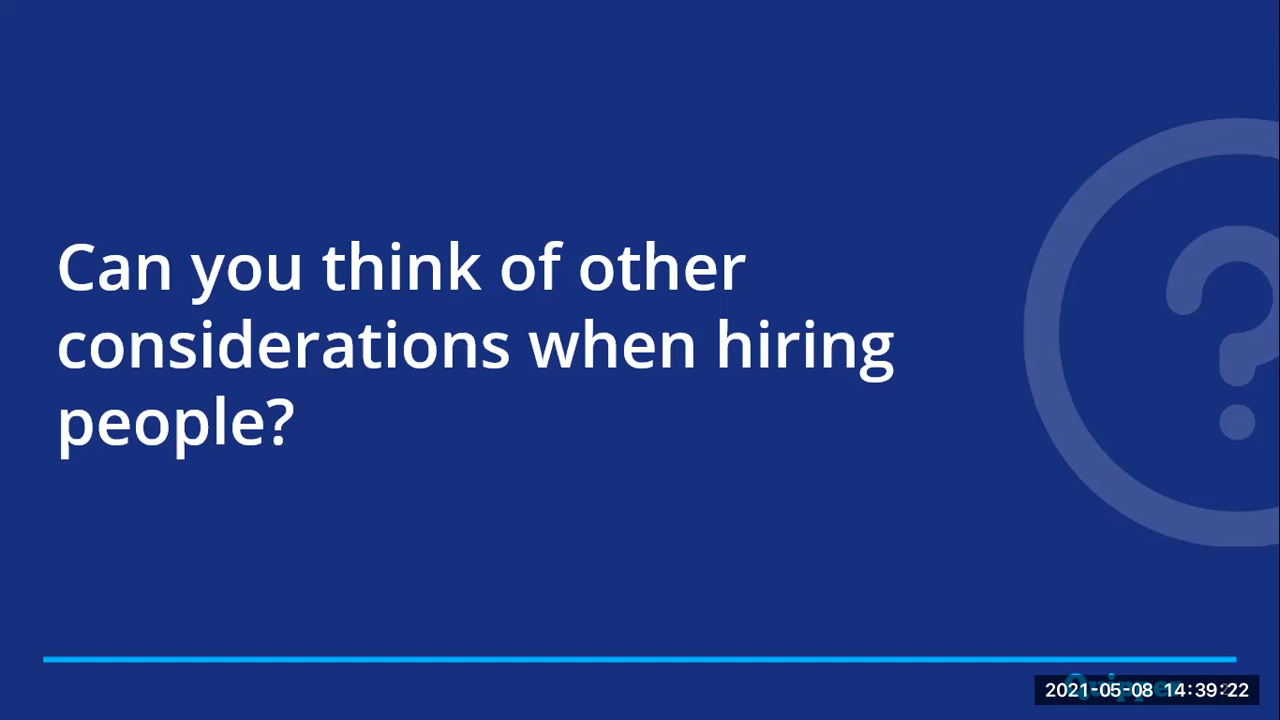 Can you think of other
considerations when hiring
people?
2021-05-08 14:39:22